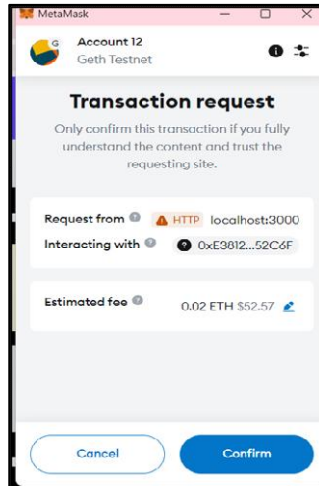 MetaMask
G
Account 12
Geth Testnet
Transaction request
Only confirm this transaction if you fully
understand the content and trust the
requesting site.
Request from HTTP localhost:3000
Interacting with 0xE3812...52C6F
Estimated fee 0.02 ETH $52.57
Cancel Confirm